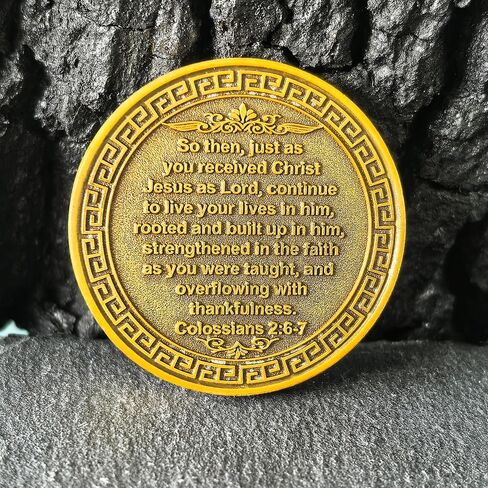 So then, just as
you received Christ
Jesus as Lord, continue
to live your lives in him,
rooted and built up in him,
strengthened in the faith
as you were taught, and
overflowing with
thankfulness.
Colossians 2:6-7